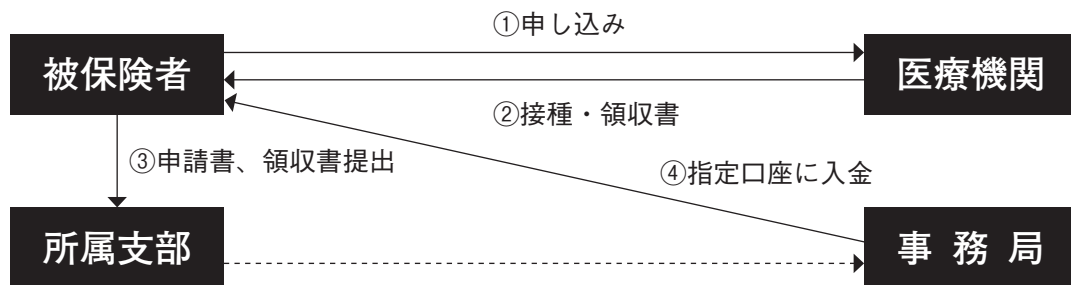 ①申し込み
被保険者
医療機関
②接種・領収書
③申請書、領収書提出
④指定口座に入金
所属支部
事務局